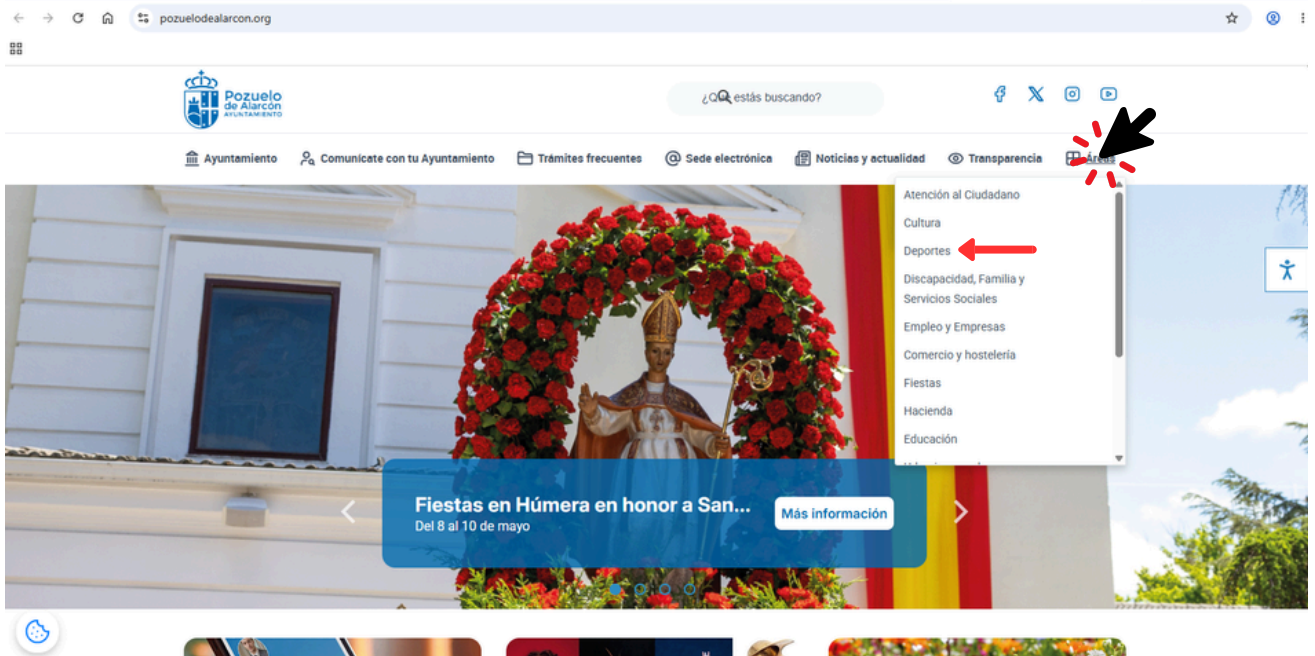 pozuelodealarcon.org
Pozuelo
de Alarcón
AYUNTAMIENTO
¿Qué estás buscando?
Ayuntamiento
Comunícate con tu Ayuntamiento
Trámites frecuentes
Sede electrónica
Noticias y actualidad
Transparencia
Áreas
Atención al Ciudadano
Cultura
Deportes
Discapacidad, Familia y
Servicios Sociales
Empleo y Empresas
Comercio y hostelería
Fiestas
Hacienda
Educación
Fiestas en Húmera en honor a San...
Del 8 al 10 de mayo
Más información